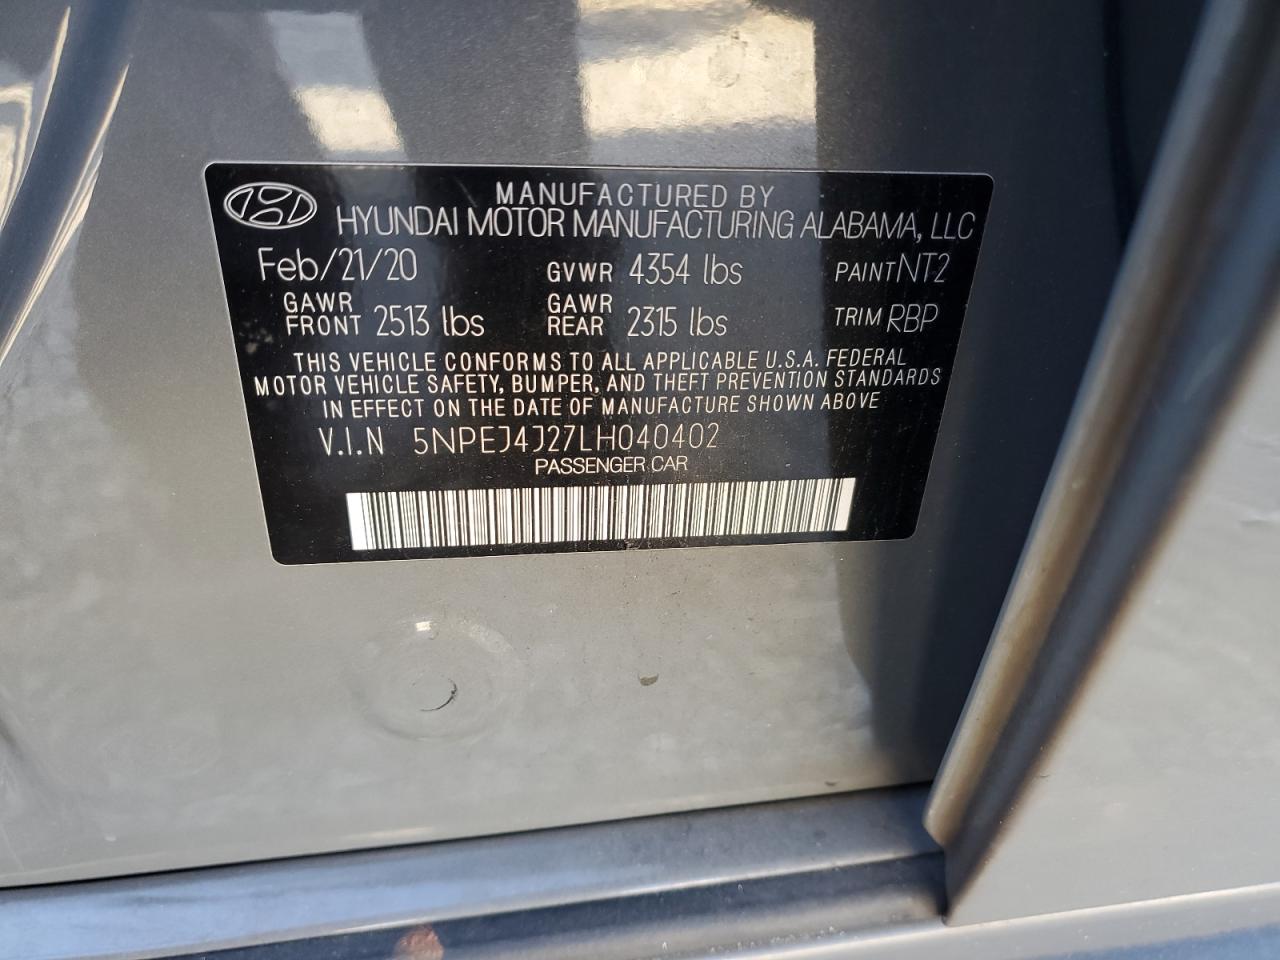 MANUFACTURED BY
HYUNDAI MOTOR MANUFACTURING ALABAMA, LLC
Feb/21/20 GVWR 4354 lbs PAINT NT2
GAWR FRONT 2513 lbs GAWR REAR 2315 lbs TRIM RBP
THIS VEHICLE CONFORMS TO ALL APPLICABLE U.S.A. FEDERAL
MOTOR VEHICLE SAFETY, BUMPER, AND THEFT PREVENTION STANDARDS
IN EFFECT ON THE DATE OF MANUFACTURE SHOWN ABOVE
V.I.N 5NPEJ4J27LH040402
PASSENGER CAR